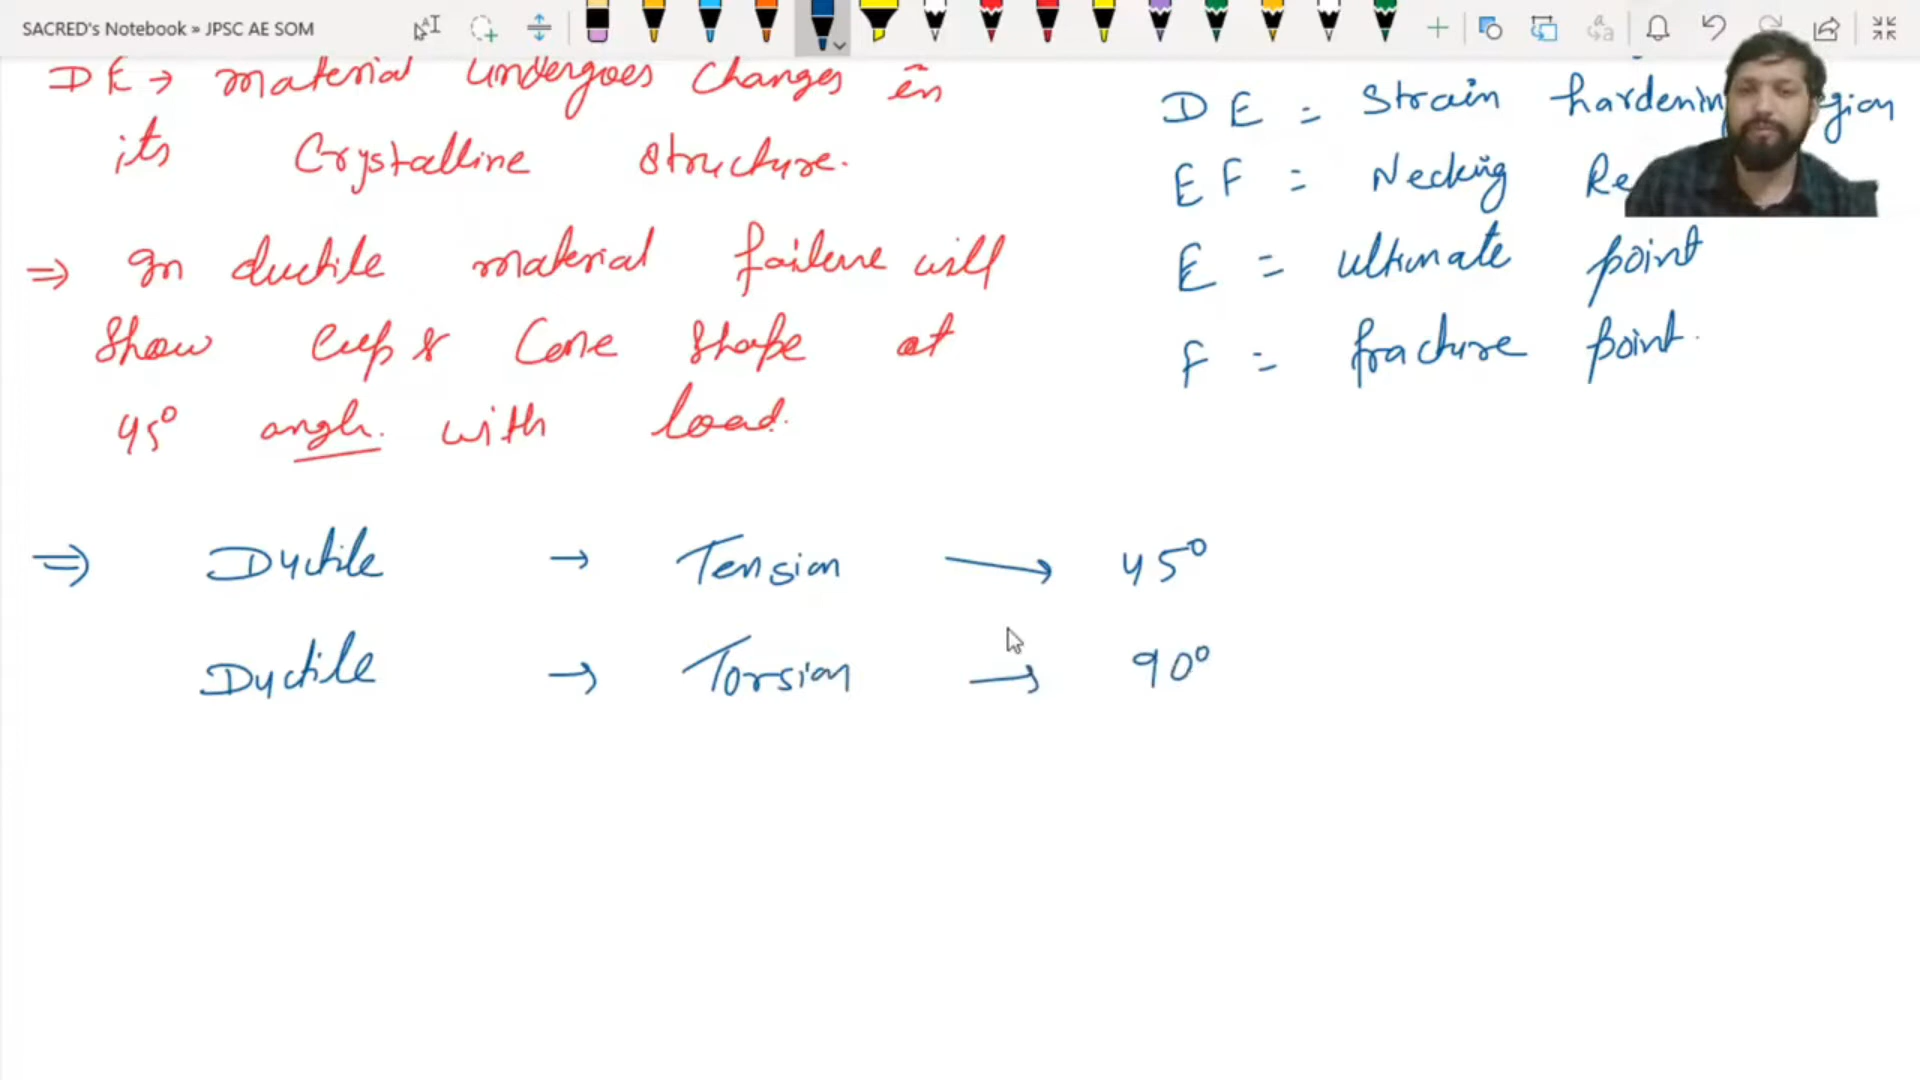 SACRED's Notebook » JPSC AE SOM
DE → material undergoes changes in
its Crystalline structure.
⇒ In ductile material failure will
show cup & Cone shape at
45° angle. with load.
DE = Strain hardening region
EF = Necking Re
E = ultimate point
F = fracture point.
⇒ Ductile → Tension → 45°
Ductile → Torsion → 90°